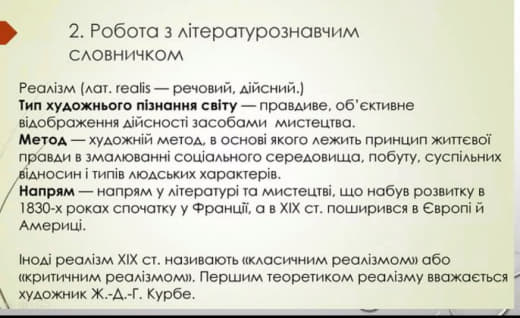 2. Робота з літературознавчим
словничком
Реалізм (лат. realis — речовий, дійсний.)
Тип художнього пізнання світу — правдиве, об’єктивне
відображення дійсності засобами мистецтва.
Метод — художній метод, в основі якого лежить принцип життєвої
правди в змалюванні соціального середовища, побуту, суспільних
відносин і типів людських характерів.
Напрям — напрям у літературі та мистецтві, що набув розвитку в
1830-х роках спочатку у Франції, а в XIX ст. поширився в Європі й
Америці.
Іноді реалізм XIX ст. називають «класичним реалізмом» або
«критичним реалізмом». Першим теоретиком реалізму вважається
художник Ж.-Д.-Г. Курбе.